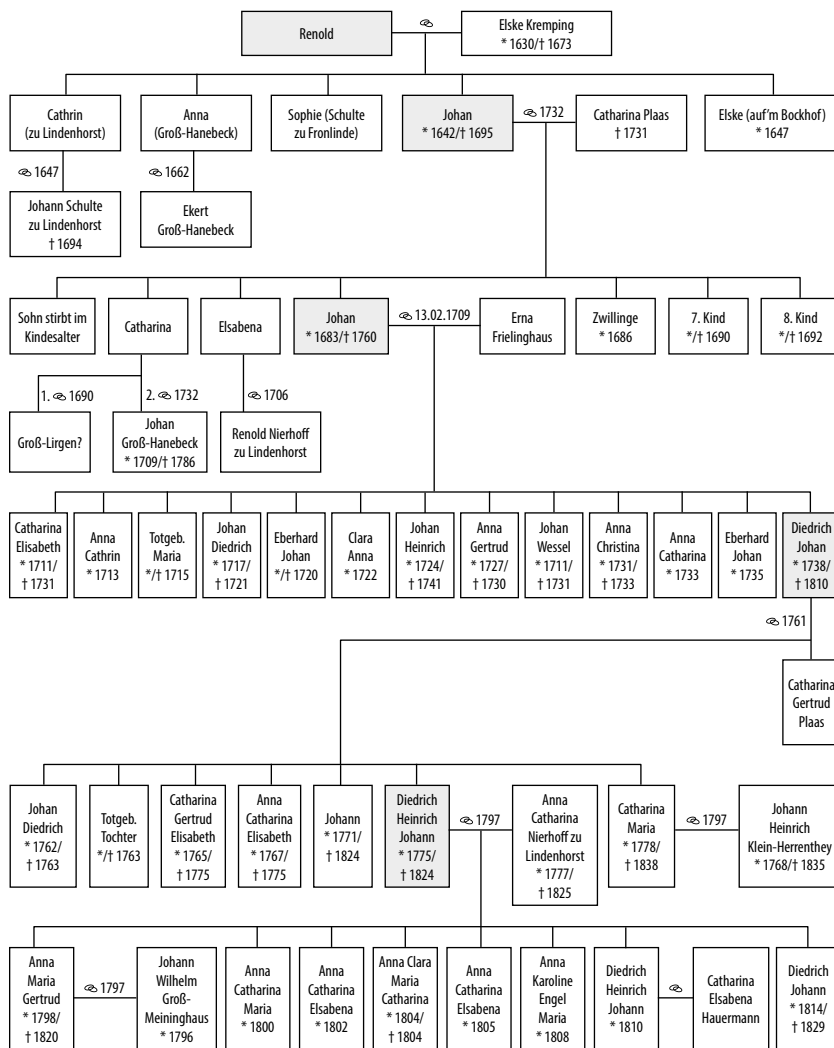 Renold
⚭
Elske Kremping
* 1630/† 1673
Cathrin
(zu Lindenhorst)
Anna
(Groß-Hanebeck)
Sophie (Schulte
zu Fronlinde)
Johan
* 1642/† 1695
⚭ 1732
Catharina Plaas
† 1731
Elske (auf'm Bockhof)
* 1647
⚭ 1647
⚭ 1662
Johann Schulte
zu Lindenhorst
† 1694
Ekert
Groß-Hanebeck
Sohn stirbt im
Kindesalter
Catharina
Elsabena
Johan
* 1683/† 1760
⚭ 13.02.1709
Erna
Frielinghaus
Zwillinge
* 1686
7. Kind
*/† 1690
8. Kind
*/† 1692
1. ⚭ 1690
2. ⚭ 1732
⚭ 1706
Groß-Lirgen?
Johan
Groß-Hanebeck
* 1709/† 1786
Renold Nierhoff
zu Lindenhorst
Catharina
Elisabeth
* 1711/
† 1731
Anna
Cathrin
* 1713
Totgeb.
Maria
*/† 1715
Johan
Diedrich
* 1717/
† 1721
Eberhard
Johan
*/† 1720
Clara
Anna
* 1722
Johan
Heinrich
* 1724/
† 1741
Anna
Gertrud
* 1727/
† 1730
Johan
Wessel
* 1711/
† 1731
Anna
Christina
* 1731/
† 1733
Anna
Catharina
* 1733
Eberhard
Johan
* 1735
Diedrich
Johan
* 1738/
† 1810
⚭ 1761
Catharina
Gertrud
Plaas
Johan
Diedrich
* 1762/
† 1763
Totgeb.
Tochter
*/† 1763
Catharina
Gertrud
Elisabeth
* 1765/
† 1775
Anna
Catharina
Elisabeth
* 1767/
† 1775
Johann
* 1771/
† 1824
Diedrich
Heinrich
Johann
* 1775/
† 1824
⚭ 1797
Anna
Catharina
Nierhoff zu
Lindenhorst
* 1777/
† 1825
Catharina
Maria
* 1778/
† 1838
⚭ 1797
Johann
Heinrich
Klein-Herrenthey
* 1768/† 1835
Anna
Maria
Gertrud
* 1798/
† 1820
⚭ 1797
Johann
Wilhelm
Groß-
Meininghaus
* 1796
Anna
Catharina
Maria
* 1800
Anna
Catharina
Elsabena
* 1802
Anna Clara
Maria
Catharina
* 1804/
† 1804
Anna
Catharina
Elsabena
* 1805
Anna
Karoline
Engel
Maria
* 1808
Diedrich
Heinrich
Johann
* 1810
⚭
Catharina
Elsabena
Hauermann
Diedrich
Johann
* 1814/
† 1829